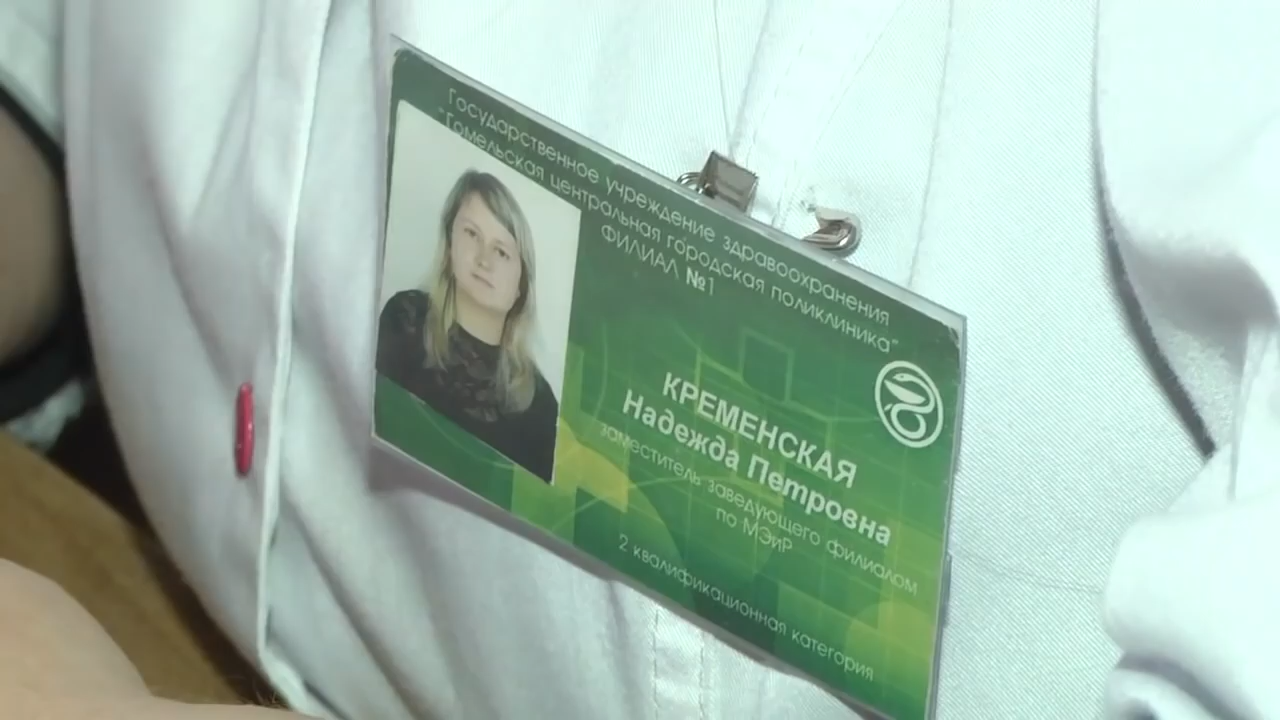 Государственное учреждение здравоохранения
"Гомельская центральная городская поликлиника"
ФИЛИАЛ №1
КРЕМЕНСКАЯ
Надежда Петровна
заместитель заведующего филиалом
по МЭиР
2 квалификационная категория